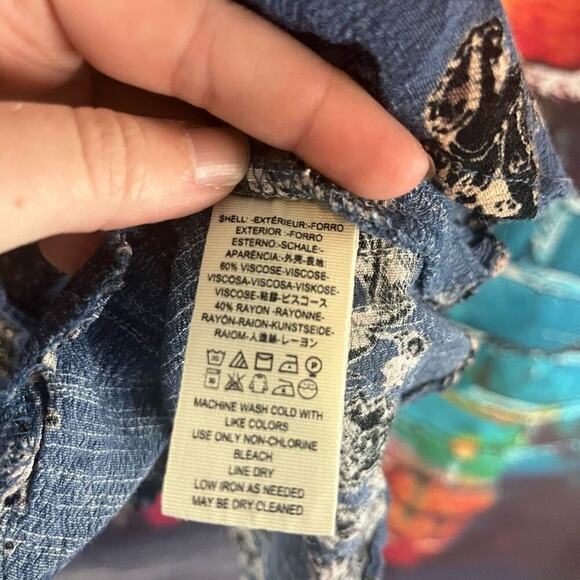 SHELL:-EXTÉRIEUR:-FORRO
EXTERIOR:-FORRO
ESTERNO:-SCHALE:-
APARÊNCIA:-外壳:-表地:
60% VISCOSE-VISCOSE-
VISCOSA-VISCOSA-VISKOSE-
VISCOSE-粘膠-ビスコース
40% RAYON-RAYONNE-
RAYÓN-RAION-KUNSTSEIDE-
RAIOM-人造絲-レーヨン
MACHINE WASH COLD WITH
LIKE COLORS
USE ONLY NON-CHLORINE
BLEACH
LINE DRY
LOW IRON AS NEEDED
MAY BE DRY CLEANED